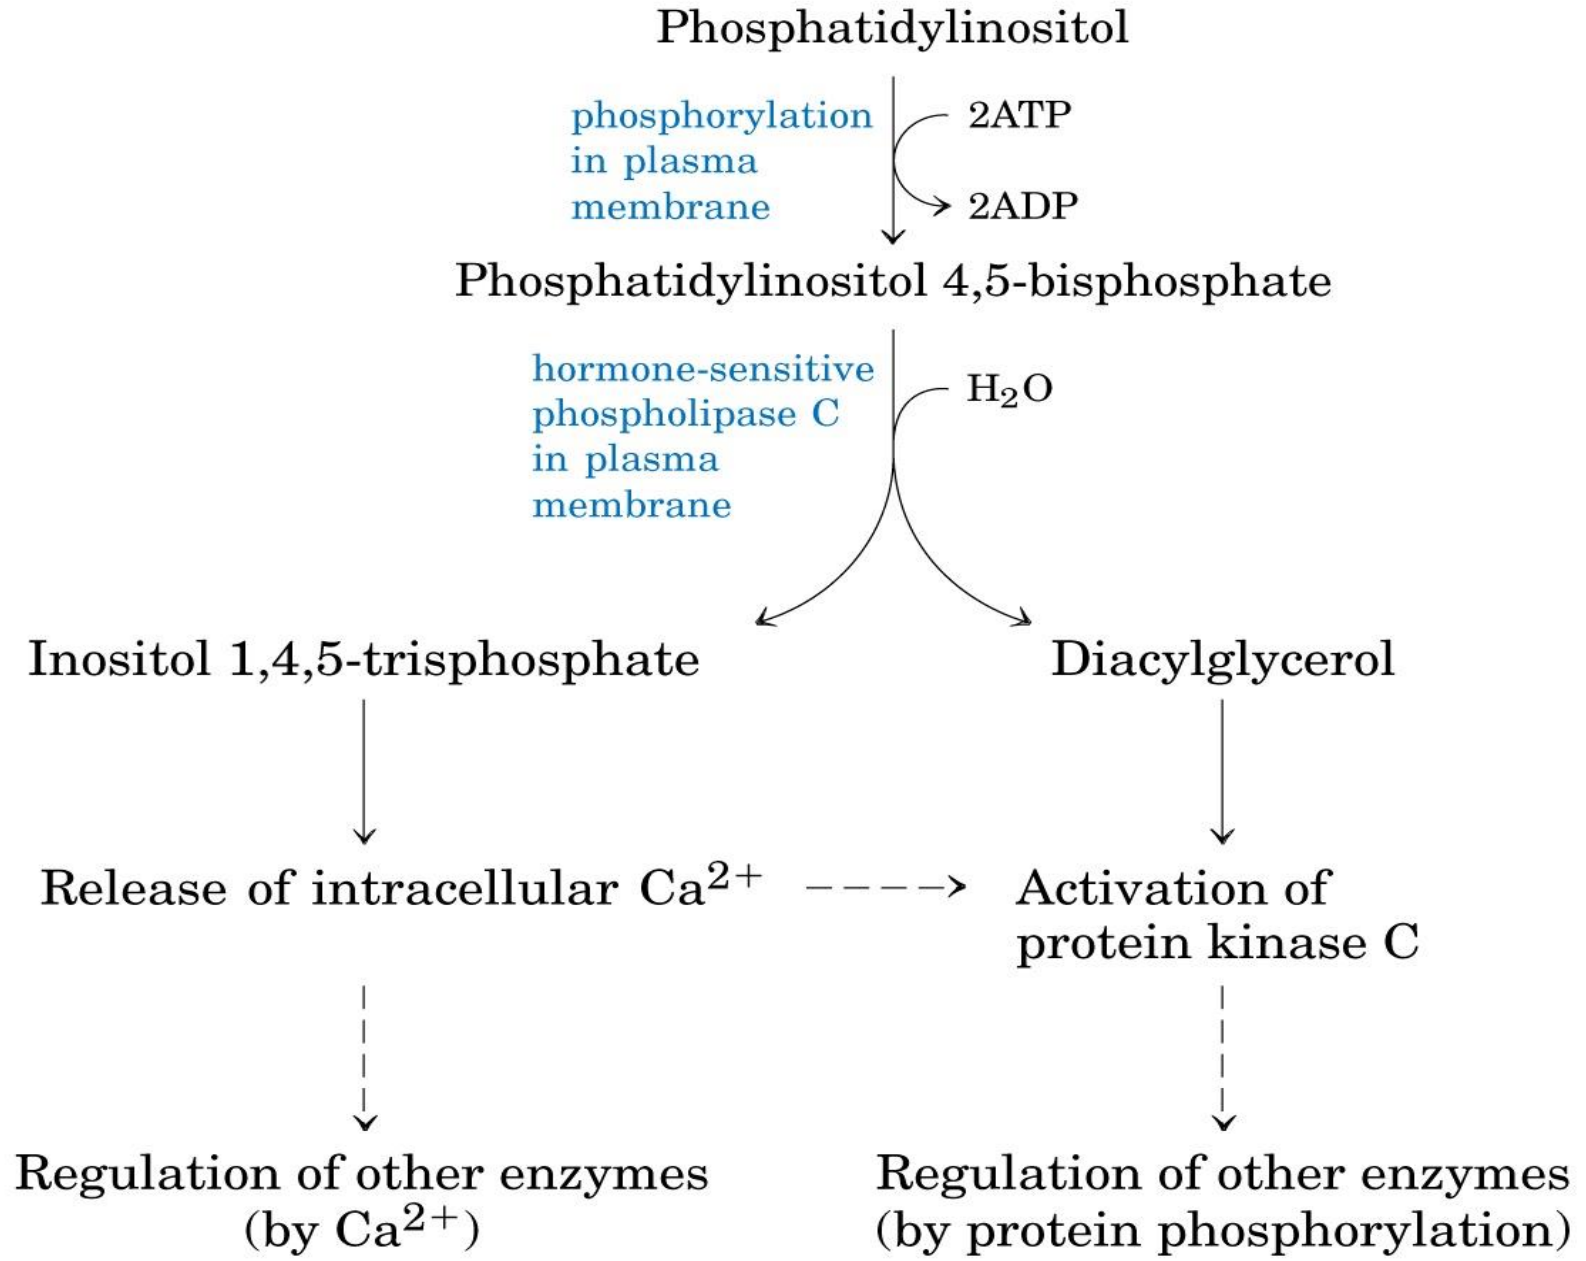 Phosphatidylinositol
phosphorylation
in plasma
membrane
2ATP
2ADP
Phosphatidylinositol 4,5-bisphosphate
hormone-sensitive
phospholipase C
in plasma
membrane
H₂O
Inositol 1,4,5-trisphosphate
Diacylglycerol
Release of intracellular Ca²⁺
Activation of
protein kinase C
Regulation of other enzymes
(by Ca²⁺)
Regulation of other enzymes
(by protein phosphorylation)